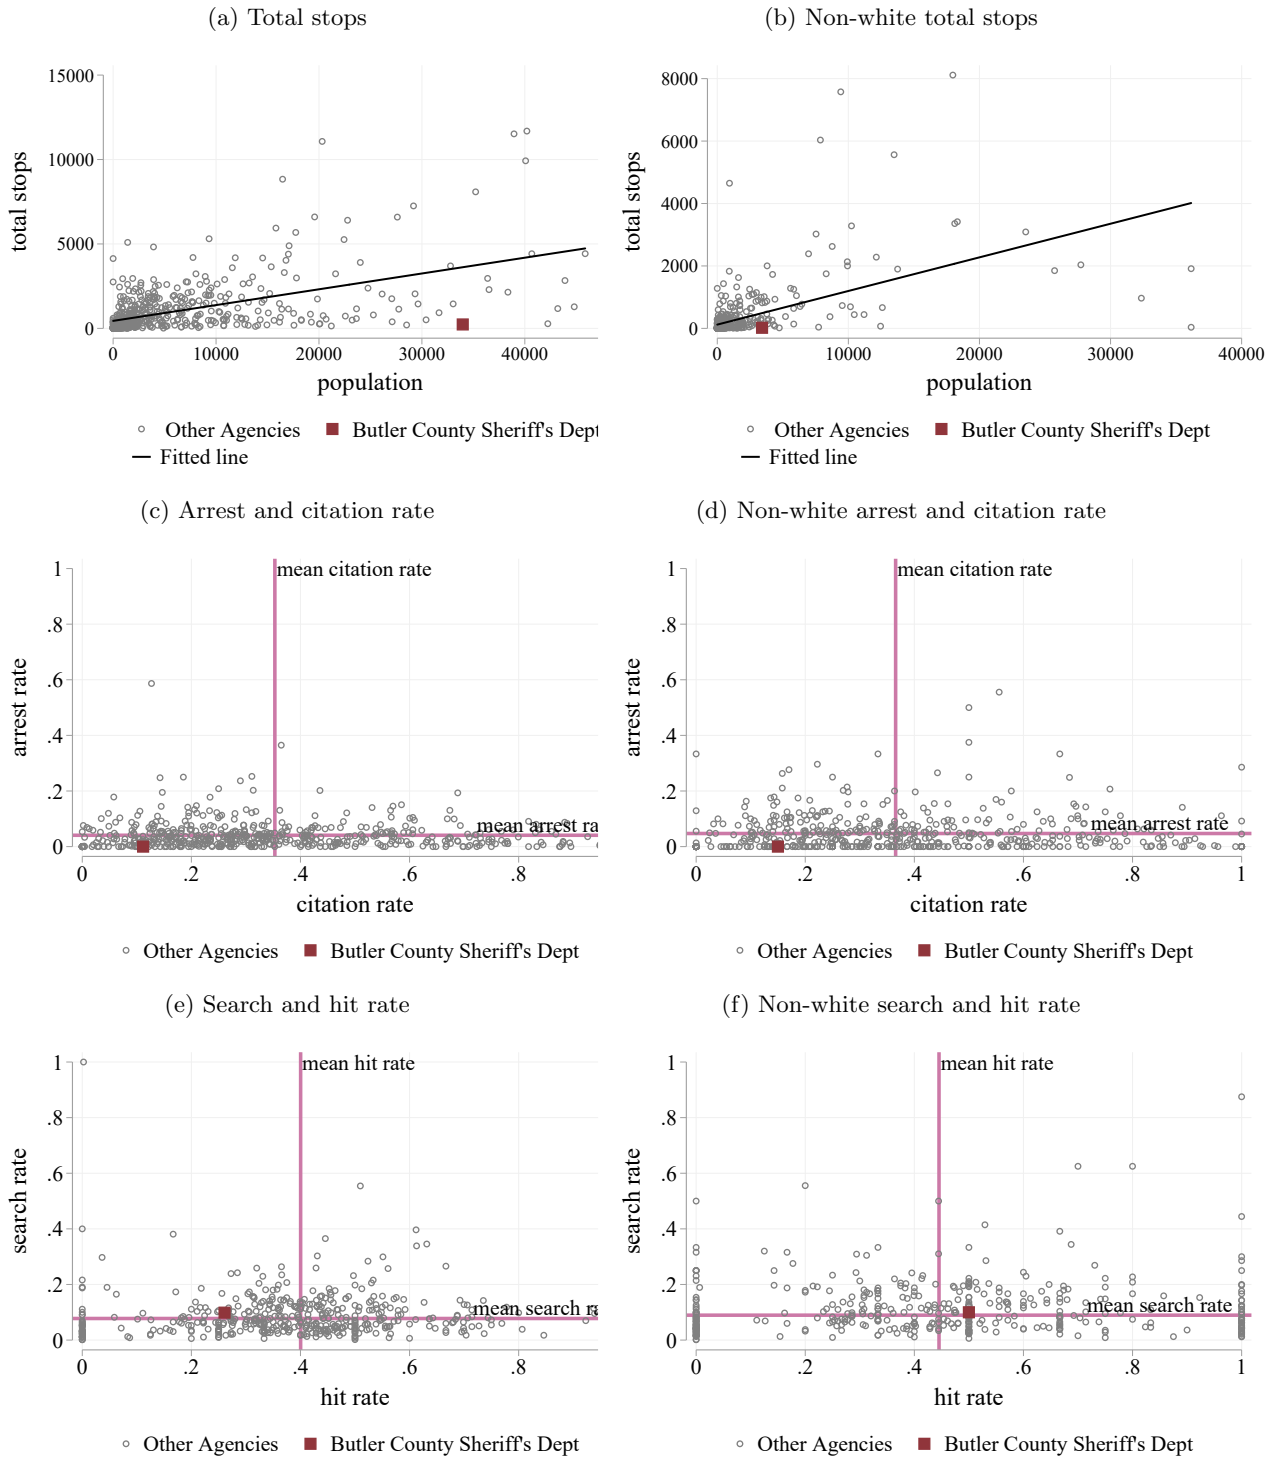 (a) Total stops
(b) Non-white total stops
total stops
15000
10000
5000
0
0 10000 20000 30000 40000
population
Other Agencies Butler County Sheriff's Dept
Fitted line
total stops
8000
6000
4000
2000
0
0 10000 20000 30000 40000
population
Other Agencies Butler County Sheriff's Dept
Fitted line
(c) Arrest and citation rate
(d) Non-white arrest and citation rate
arrest rate
1
.8
.6
.4
.2
0
mean citation rate
mean arrest ra
0 .2 .4 .6 .8
citation rate
Other Agencies Butler County Sheriff's Dept
arrest rate
1
.8
.6
.4
.2
0
mean citation rate
mean arrest rate
0 .2 .4 .6 .8 1
citation rate
Other Agencies Butler County Sheriff's Dept
(e) Search and hit rate
(f) Non-white search and hit rate
search rate
1
.8
.6
.4
.2
0
mean hit rate
mean search ra
0 .2 .4 .6 .8
hit rate
Other Agencies Butler County Sheriff's Dept
search rate
1
.8
.6
.4
.2
0
mean hit rate
mean search rate
0 .2 .4 .6 .8 1
hit rate
Other Agencies Butler County Sheriff's Dept